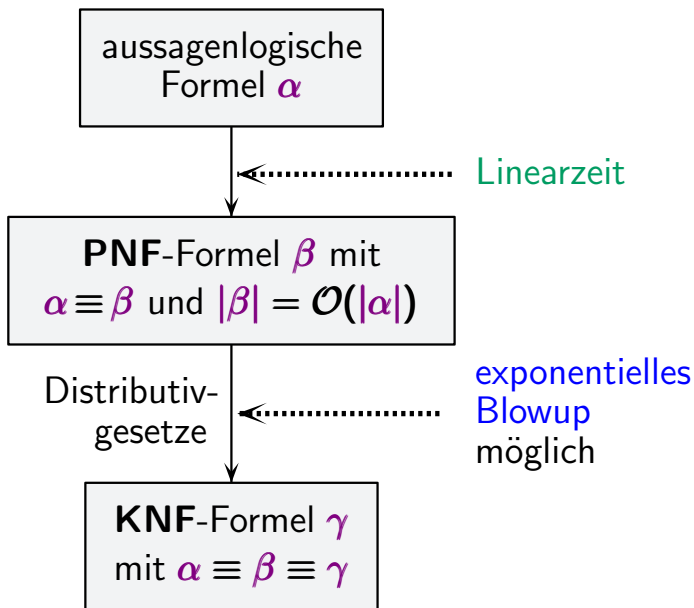 aussagenlogische
Formel α
Linearzeit
PNF-Formel β mit
α ≡ β und |β| = O(|α|)
Distributiv-
gesetze
exponentielles
Blowup
möglich
KNF-Formel γ
mit α ≡ β ≡ γ